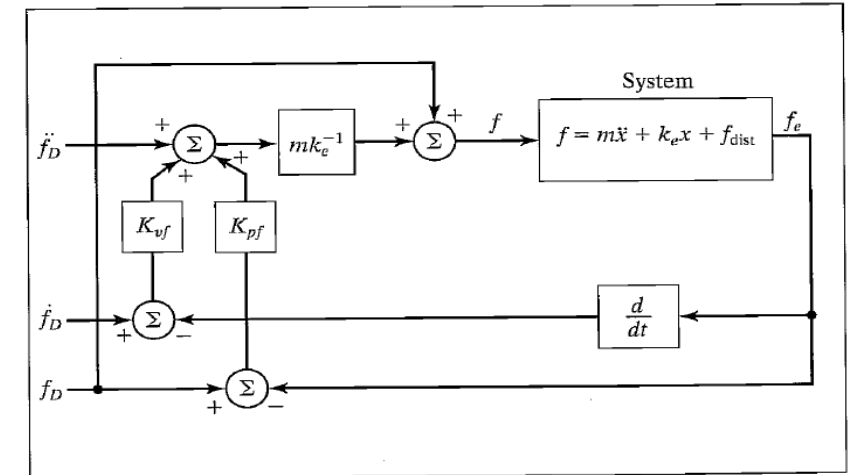 System
f̈_D + Σ + + mk_e^{-1} + Σ + f f = mẍ + k_e x + f_dist f_e
K_vf K_pf
ḟ_D + Σ − d/dt
f_D + Σ −